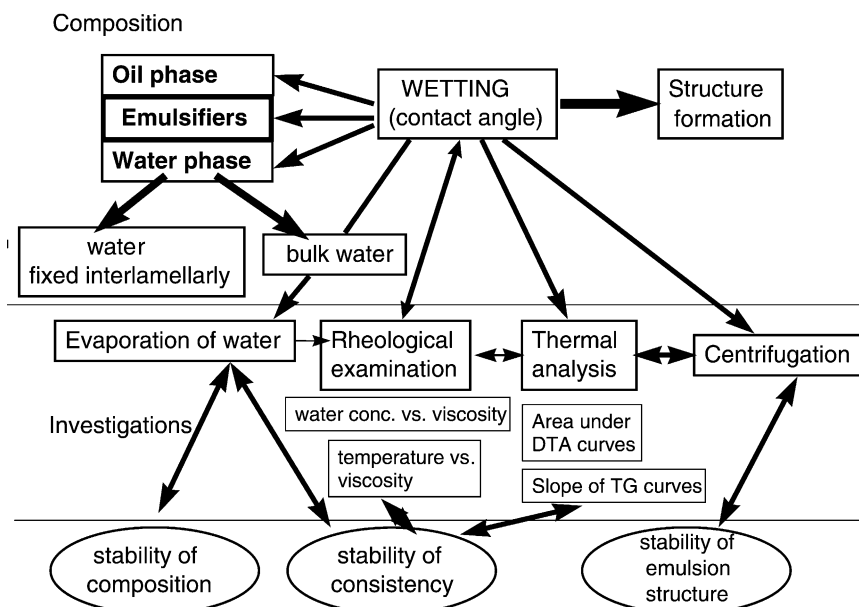 Composition
Oil phase
Emulsifiers
Water phase
WETTING
(contact angle)
Structure
formation
water
fixed interlamellarly
bulk water
Evaporation of water
Rheological
examination
Thermal
analysis
Centrifugation
Investigations
water conc. vs. viscosity
temperature vs.
viscosity
Area under
DTA curves
Slope of TG curves
stability of
composition
stability of
consistency
stability of
emulsion
structure